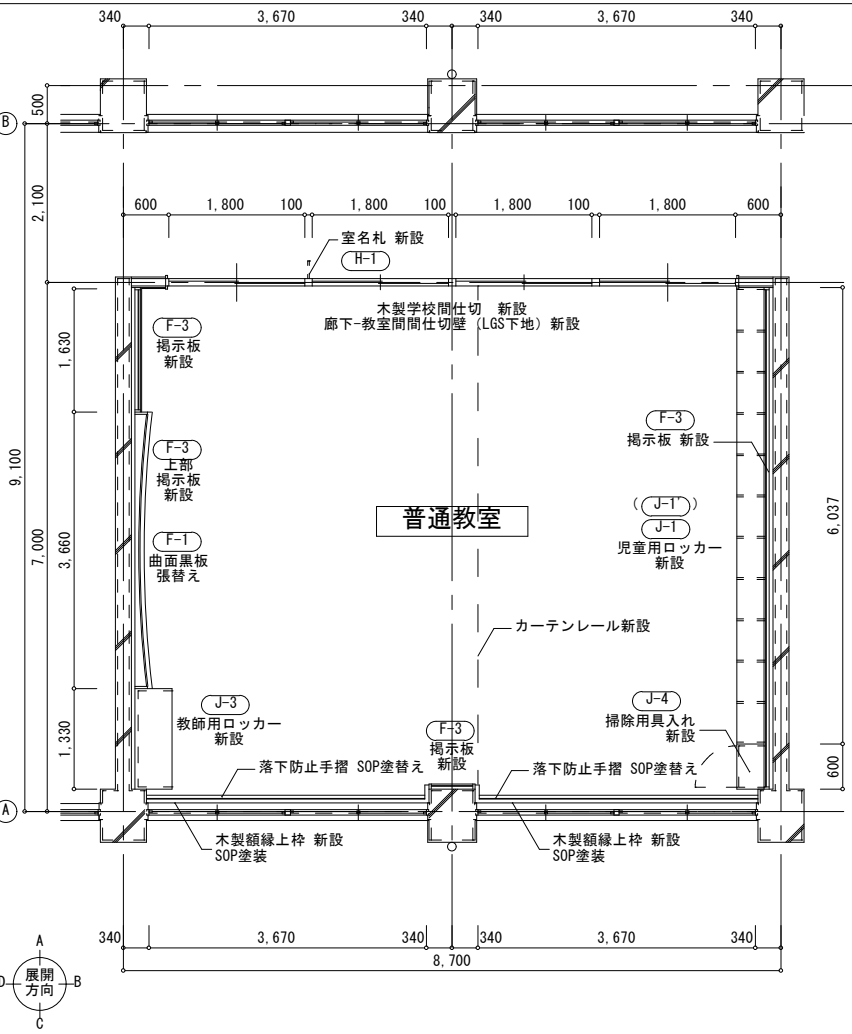 340
3,670
340
340
3,670
340
500
B
2,100
600
1,800
100
1,800
100
1,800
100
1,800
600
室名札 新設
H-1
木製学校間仕切 新設
廊下-教室間間仕切壁（LGS下地）新設
1,630
F-3
掲示板
新設
F-3
掲示板 新設
F-3
上部
掲示板
新設
9,100
7,000
3,660
普通教室
(J-1')
J-1
児童用ロッカー
新設
6,037
F-1
曲面黒板
張替え
カーテンレール新設
J-3
教師用ロッカー
新設
J-4
掃除用具入れ
新設
F-3
掲示板
新設
1,330
600
落下防止手摺 SOP塗替え
落下防止手摺 SOP塗替え
A
木製額縁上枠 新設
SOP塗装
木製額縁上枠 新設
SOP塗装
340
3,670
340
340
3,670
340
8,700
A
D
展開
方向
B
C